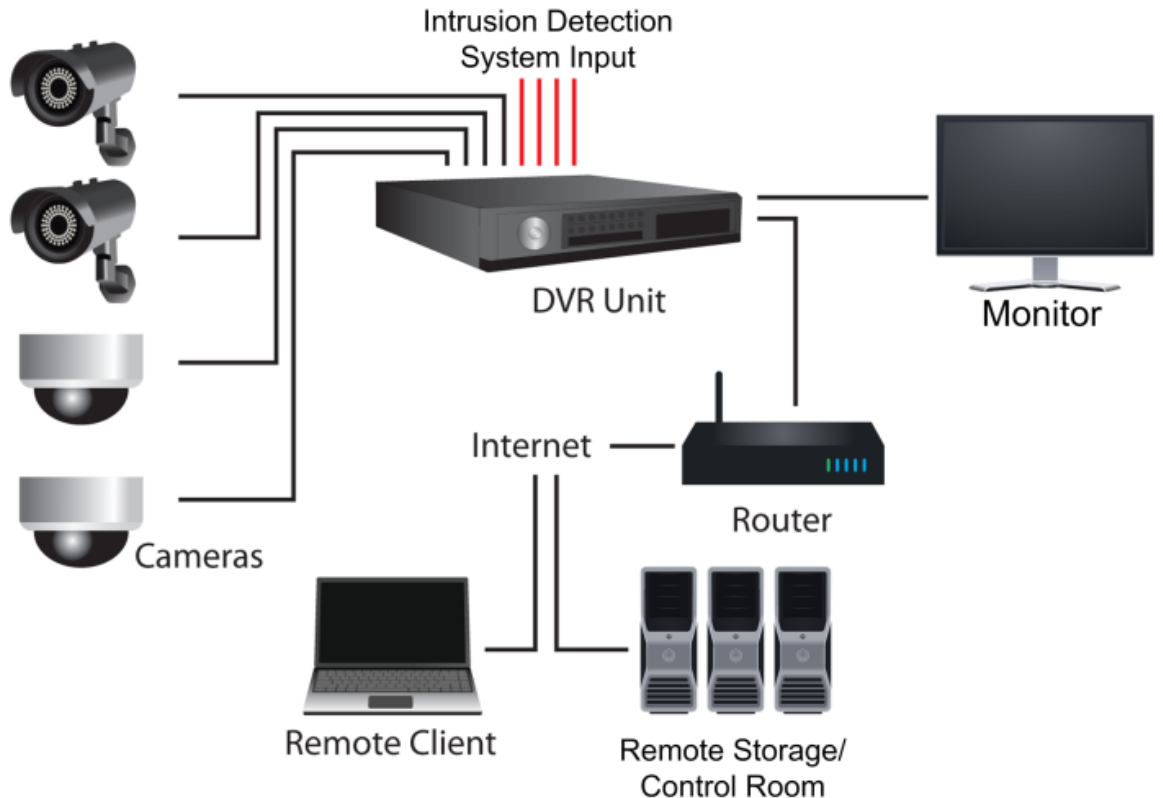 Intrusion Detection
System Input
DVR Unit
Monitor
Internet
Router
Cameras
Remote Client
Remote Storage/
Control Room